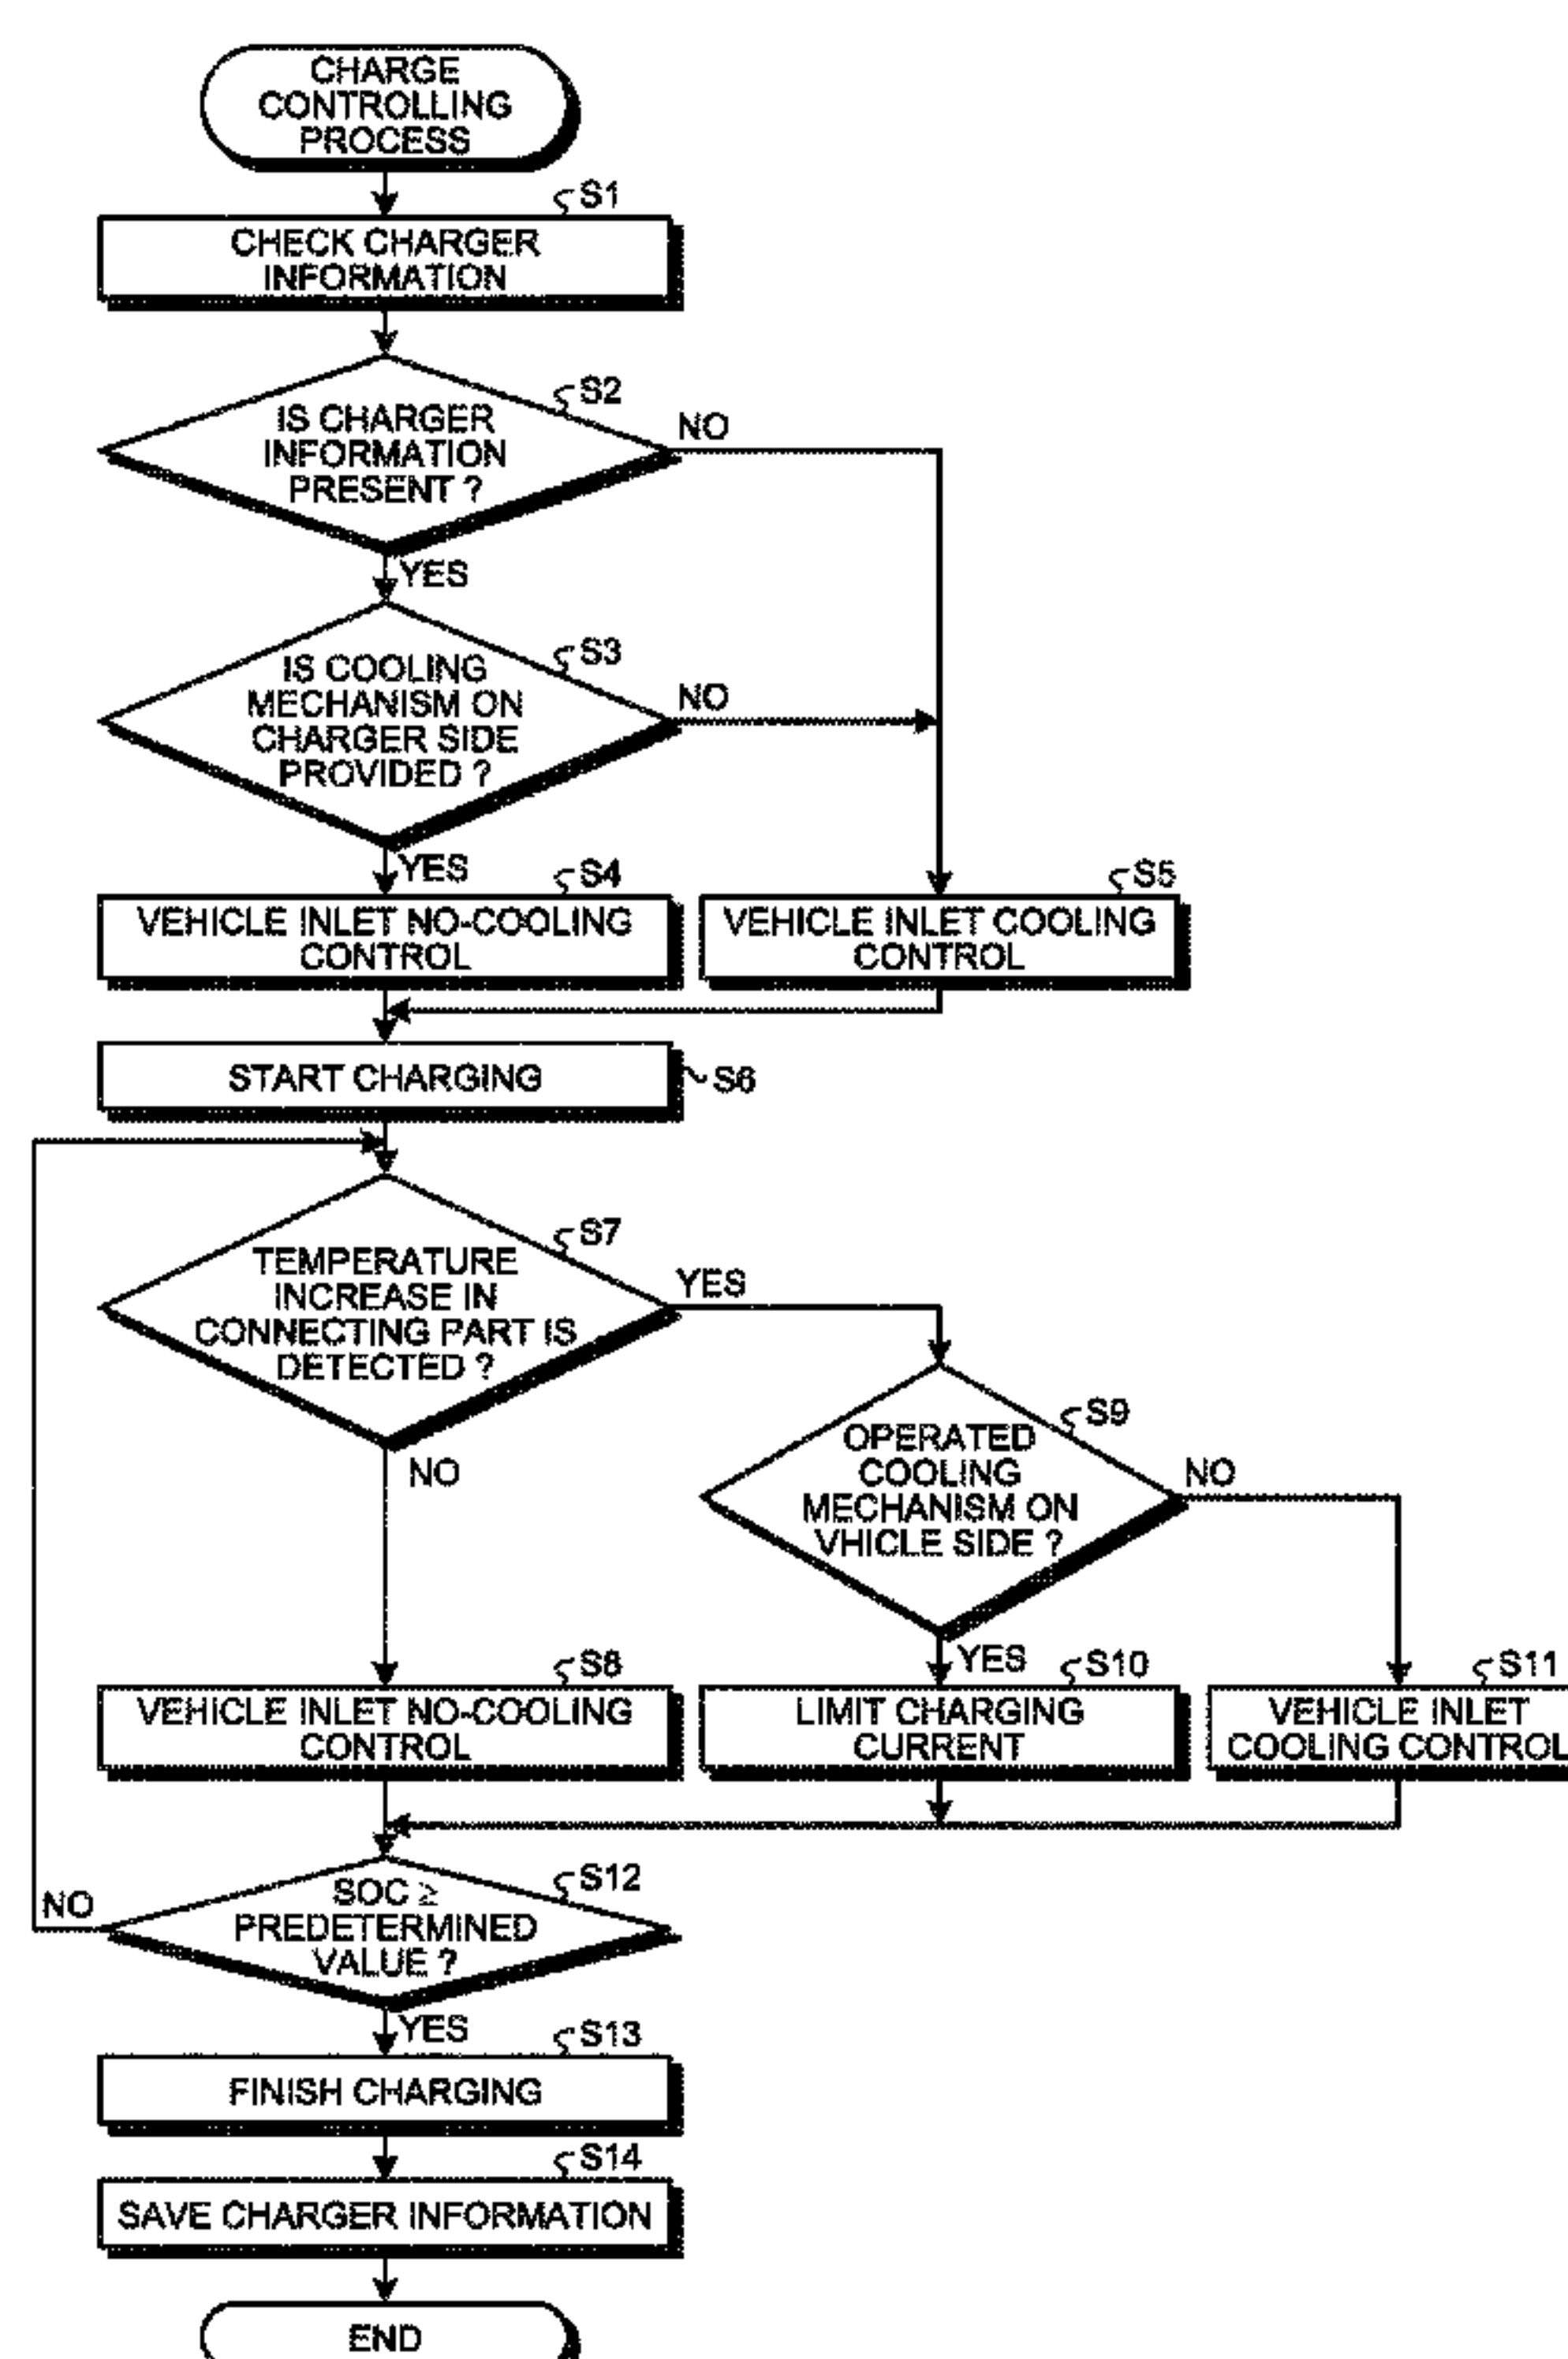 CHARGE
CONTROLLING
PROCESS
S1
CHECK CHARGER
INFORMATION
S2
IS CHARGER
INFORMATION
PRESENT ?
NO
YES
S3
IS COOLING
MECHANISM ON
CHARGER SIDE
PROVIDED ?
NO
YES
S4
VEHICLE INLET NO-COOLING
CONTROL
S5
VEHICLE INLET COOLING
CONTROL
START CHARGING
S6
S7
TEMPERATURE
INCREASE IN
CONNECTING PART IS
DETECTED ?
YES
NO
S9
OPERATED
COOLING
MECHANISM ON
VHICLE SIDE ?
NO
YES
S8
VEHICLE INLET NO-COOLING
CONTROL
S10
LIMIT CHARGING
CURRENT
S11
VEHICLE INLET
COOLING CONTROL
S12
SOC ≥
PREDETERMINED
VALUE ?
NO
YES
S13
FINISH CHARGING
S14
SAVE CHARGER INFORMATION
END